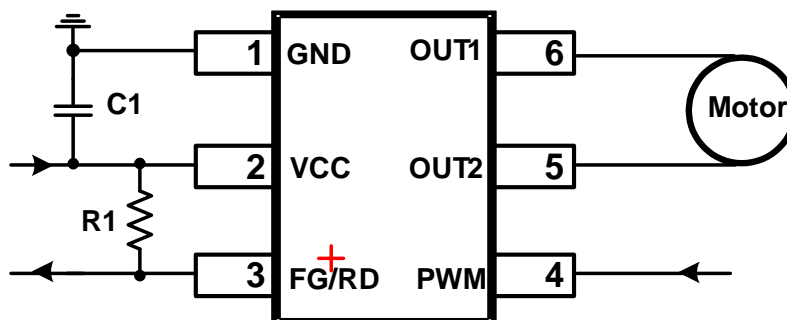 1 GND OUT1 6
C1
Motor
2 VCC OUT2 5
R1
3 FG/RD PWM 4